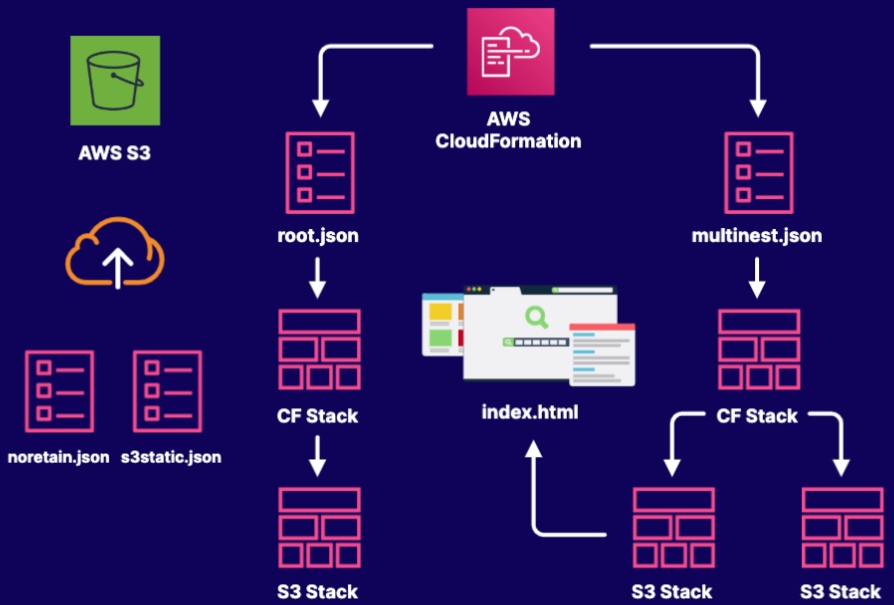 AWS S3
AWS
CloudFormation
root.json
multinest.json
noretain.json
s3static.json
CF Stack
index.html
CF Stack
S3 Stack
S3 Stack
S3 Stack